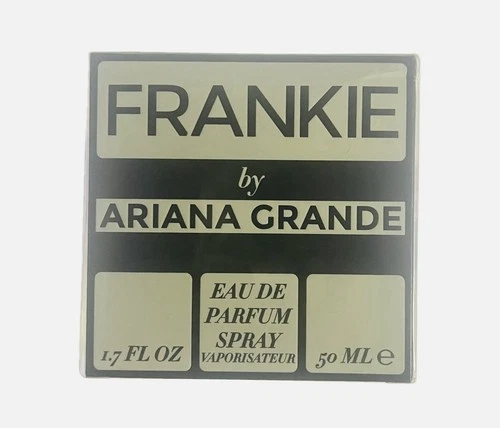 FRANKIE
by
ARIANA GRANDE
EAU DE
PARFUM
SPRAY
VAPORISATEUR
1.7 FL OZ
50 ML ℮